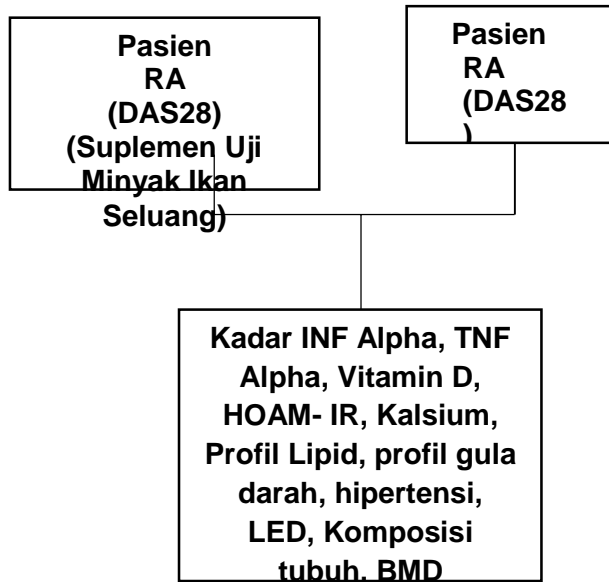 Pasien
RA
(DAS28)
(Suplemen Uji
Minyak Ikan
Seluang)
Pasien
RA
(DAS28
)
Kadar INF Alpha, TNF
Alpha, Vitamin D,
HOAM- IR, Kalsium,
Profil Lipid, profil gula
darah, hipertensi,
LED, Komposisi
tubuh, BMD